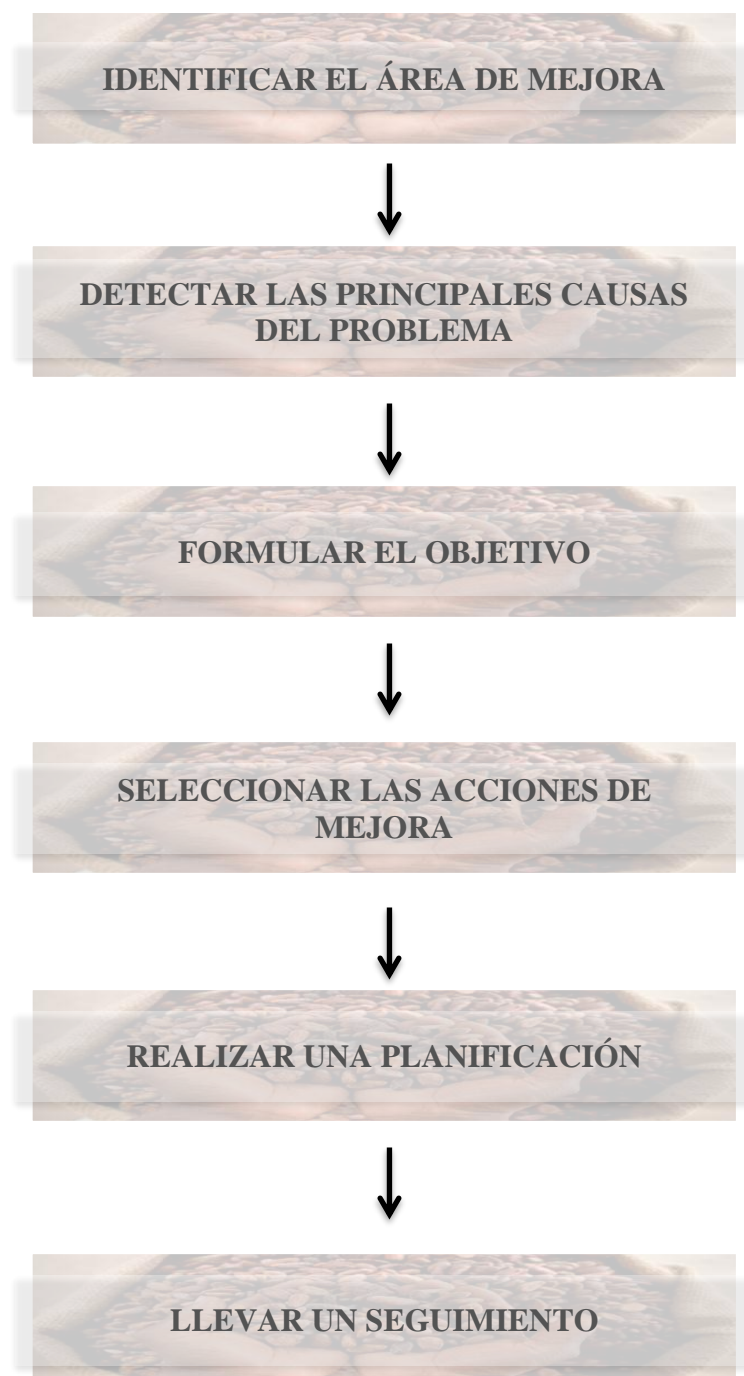 IDENTIFICAR EL ÁREA DE MEJORA
DETECTAR LAS PRINCIPALES CAUSAS
DEL PROBLEMA
FORMULAR EL OBJETIVO
SELECCIONAR LAS ACCIONES DE
MEJORA
REALIZAR UNA PLANIFICACIÓN
LLEVAR UN SEGUIMIENTO